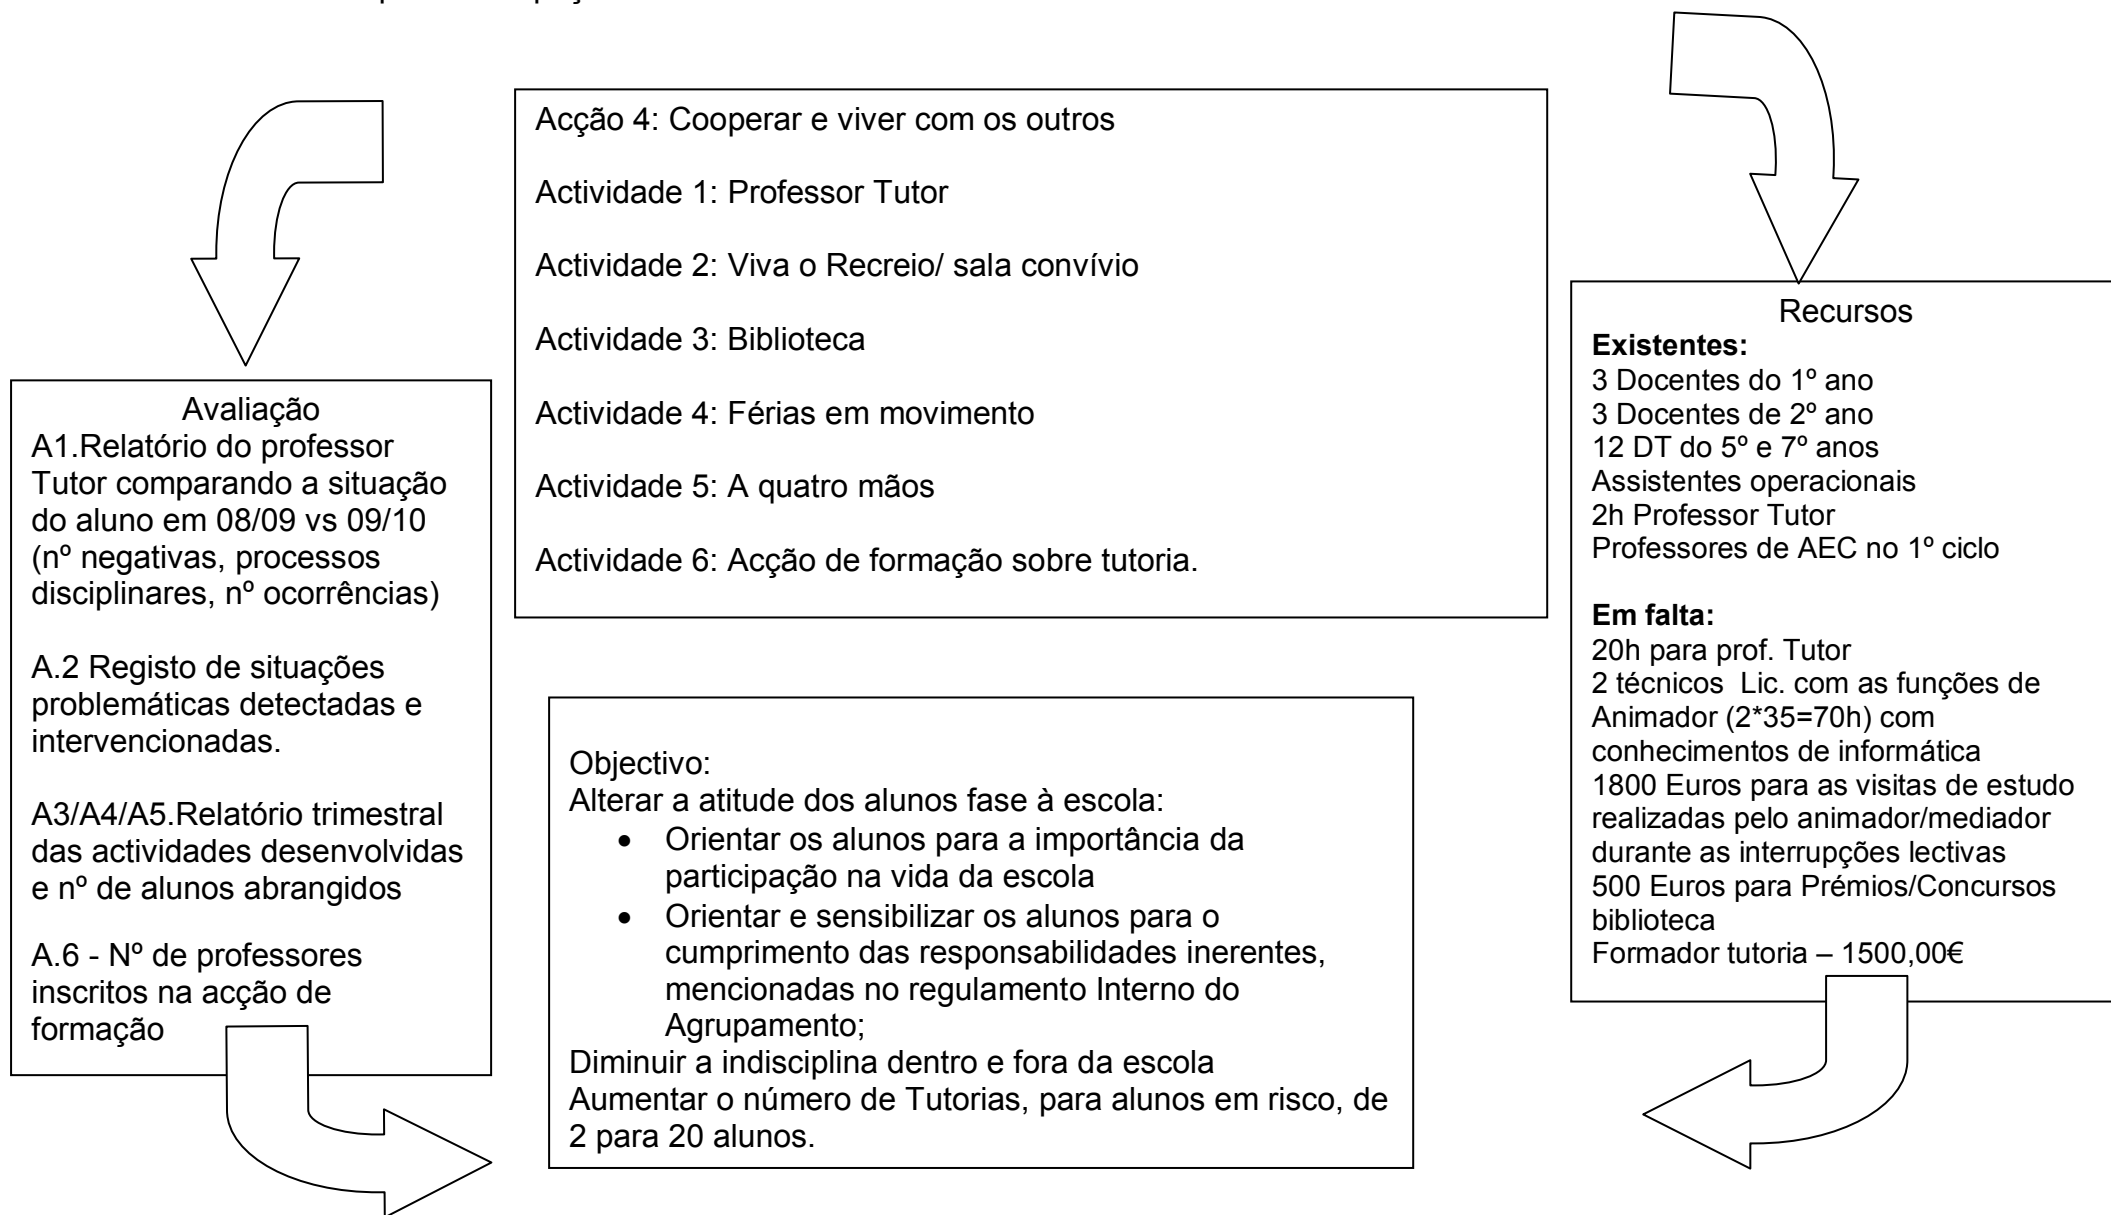 Acção 4: Cooperar e viver com os outros
Actividade 1: Professor Tutor
Actividade 2: Viva o Recreio/ sala convívio
Actividade 3: Biblioteca
Actividade 4: Férias em movimento
Actividade 5: A quatro mãos
Actividade 6: Acção de formação sobre tutoria.
Avaliação
A1.Relatório do professor
Tutor comparando a situação
do aluno em 08/09 vs 09/10
(nº negativas, processos
disciplinares, nº ocorrências)
A.2 Registo de situações
problemáticas detectadas e
intervencionadas.
A3/A4/A5.Relatório trimestral
das actividades desenvolvidas
e nº de alunos abrangidos
A.6 - Nº de professores
inscritos na acção de
formação
Objectivo:
Alterar a atitude dos alunos fase à escola:
• Orientar os alunos para a importância da
participação na vida da escola
• Orientar e sensibilizar os alunos para o
cumprimento das responsabilidades inerentes,
mencionadas no regulamento Interno do
Agrupamento;
Diminuir a indisciplina dentro e fora da escola
Aumentar o número de Tutorias, para alunos em risco, de
2 para 20 alunos.
Recursos
Existentes:
3 Docentes do 1º ano
3 Docentes de 2º ano
12 DT do 5º e 7º anos
Assistentes operacionais
2h Professor Tutor
Professores de AEC no 1º ciclo
Em falta:
20h para prof. Tutor
2 técnicos  Lic. com as funções de
Animador (2*35=70h) com
conhecimentos de informática
1800 Euros para as visitas de estudo
realizadas pelo animador/mediador
durante as interrupções lectivas
500 Euros para Prémios/Concursos
biblioteca
Formador tutoria – 1500,00€